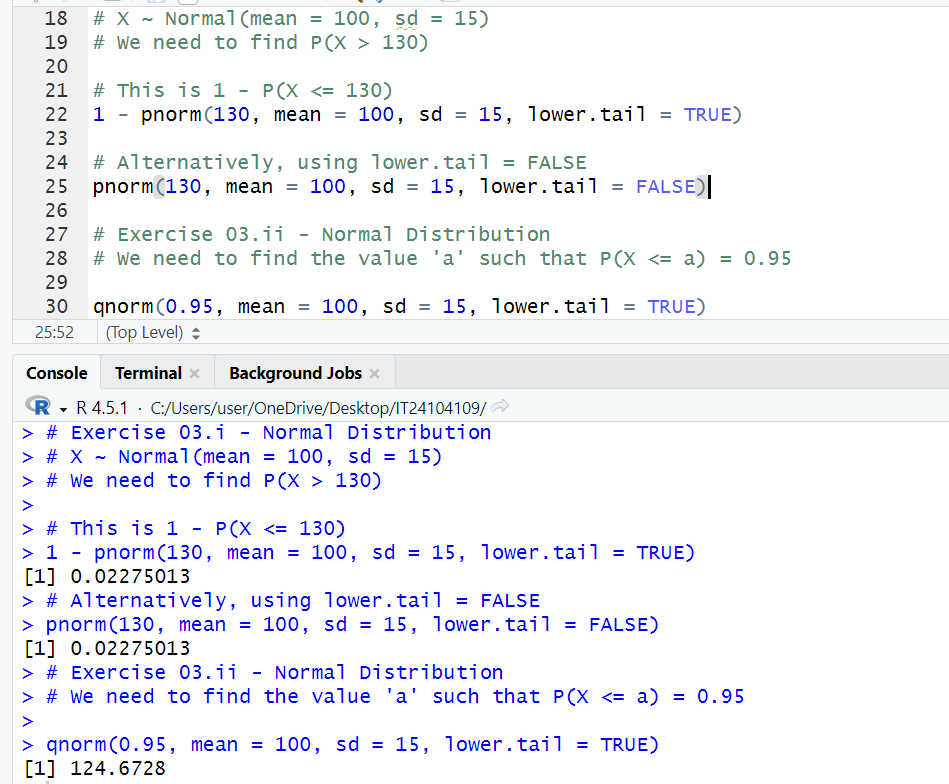 18 # X ~ Normal(mean = 100, sd = 15)
19 # We need to find P(X > 130)
20
21 # This is 1 - P(X <= 130)
22 1 - pnorm(130, mean = 100, sd = 15, lower.tail = TRUE)
23
24 # Alternatively, using lower.tail = FALSE
25 pnorm(130, mean = 100, sd = 15, lower.tail = FALSE)
26
27 # Exercise 03.ii - Normal Distribution
28 # We need to find the value 'a' such that P(X <= a) = 0.95
29
30 qnorm(0.95, mean = 100, sd = 15, lower.tail = TRUE)
25:52 (Top Level)
Console Terminal Background Jobs
R R 4.5.1 · C:/Users/user/OneDrive/Desktop/IT24104109/
> # Exercise 03.i - Normal Distribution
> # X ~ Normal(mean = 100, sd = 15)
> # We need to find P(X > 130)
>
> # This is 1 - P(X <= 130)
> 1 - pnorm(130, mean = 100, sd = 15, lower.tail = TRUE)
[1] 0.02275013
> # Alternatively, using lower.tail = FALSE
> pnorm(130, mean = 100, sd = 15, lower.tail = FALSE)
[1] 0.02275013
> # Exercise 03.ii - Normal Distribution
> # We need to find the value 'a' such that P(X <= a) = 0.95
>
> qnorm(0.95, mean = 100, sd = 15, lower.tail = TRUE)
[1] 124.6728